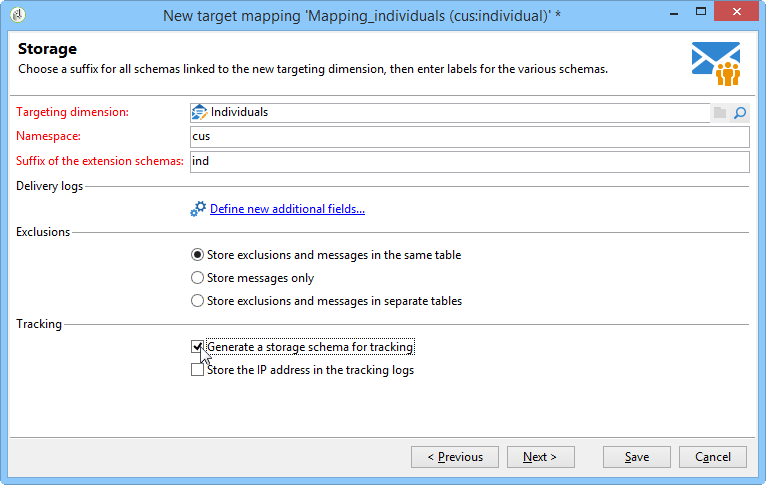 New target mapping 'Mapping_individuals (cus:individual)' *
Storage
Choose a suffix for all schemas linked to the new targeting dimension, then enter labels for the various schemas.
Targeting dimension: Individuals
Namespace: cus
Suffix of the extension schemas: ind
Delivery logs
Define new additional fields...
Exclusions
Store exclusions and messages in the same table
Store messages only
Store exclusions and messages in separate tables
Tracking
Generate a storage schema for tracking
Store the IP address in the tracking logs
< Previous Next > Save Cancel